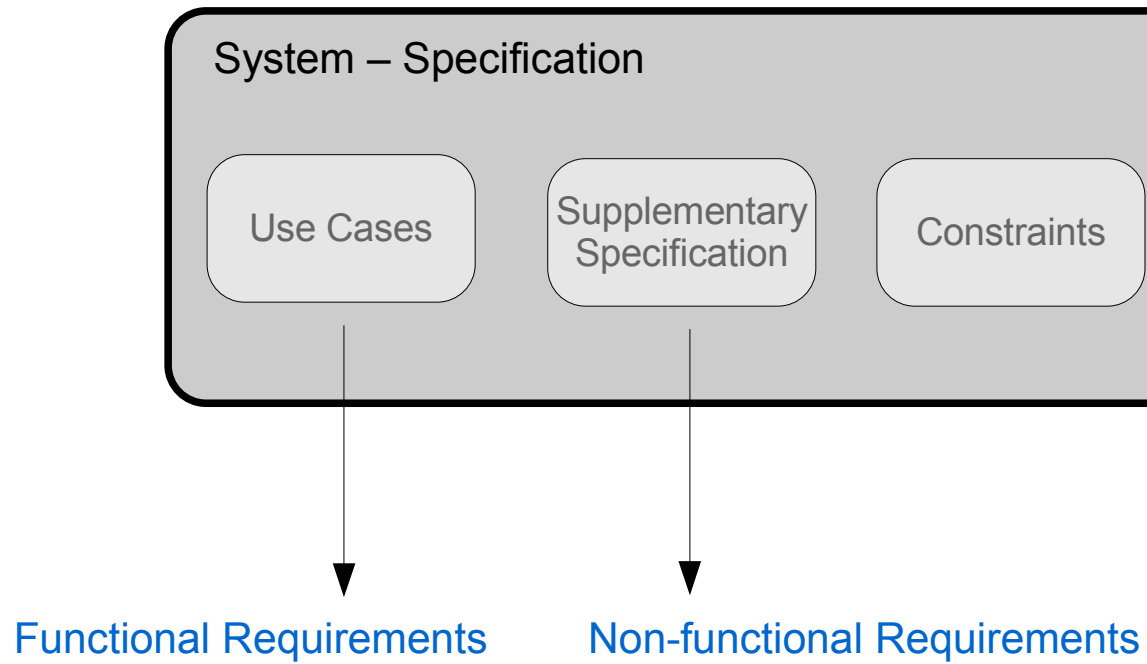 System – Specification
Use Cases
Supplementary
Specification
Constraints
Functional Requirements
Non-functional Requirements